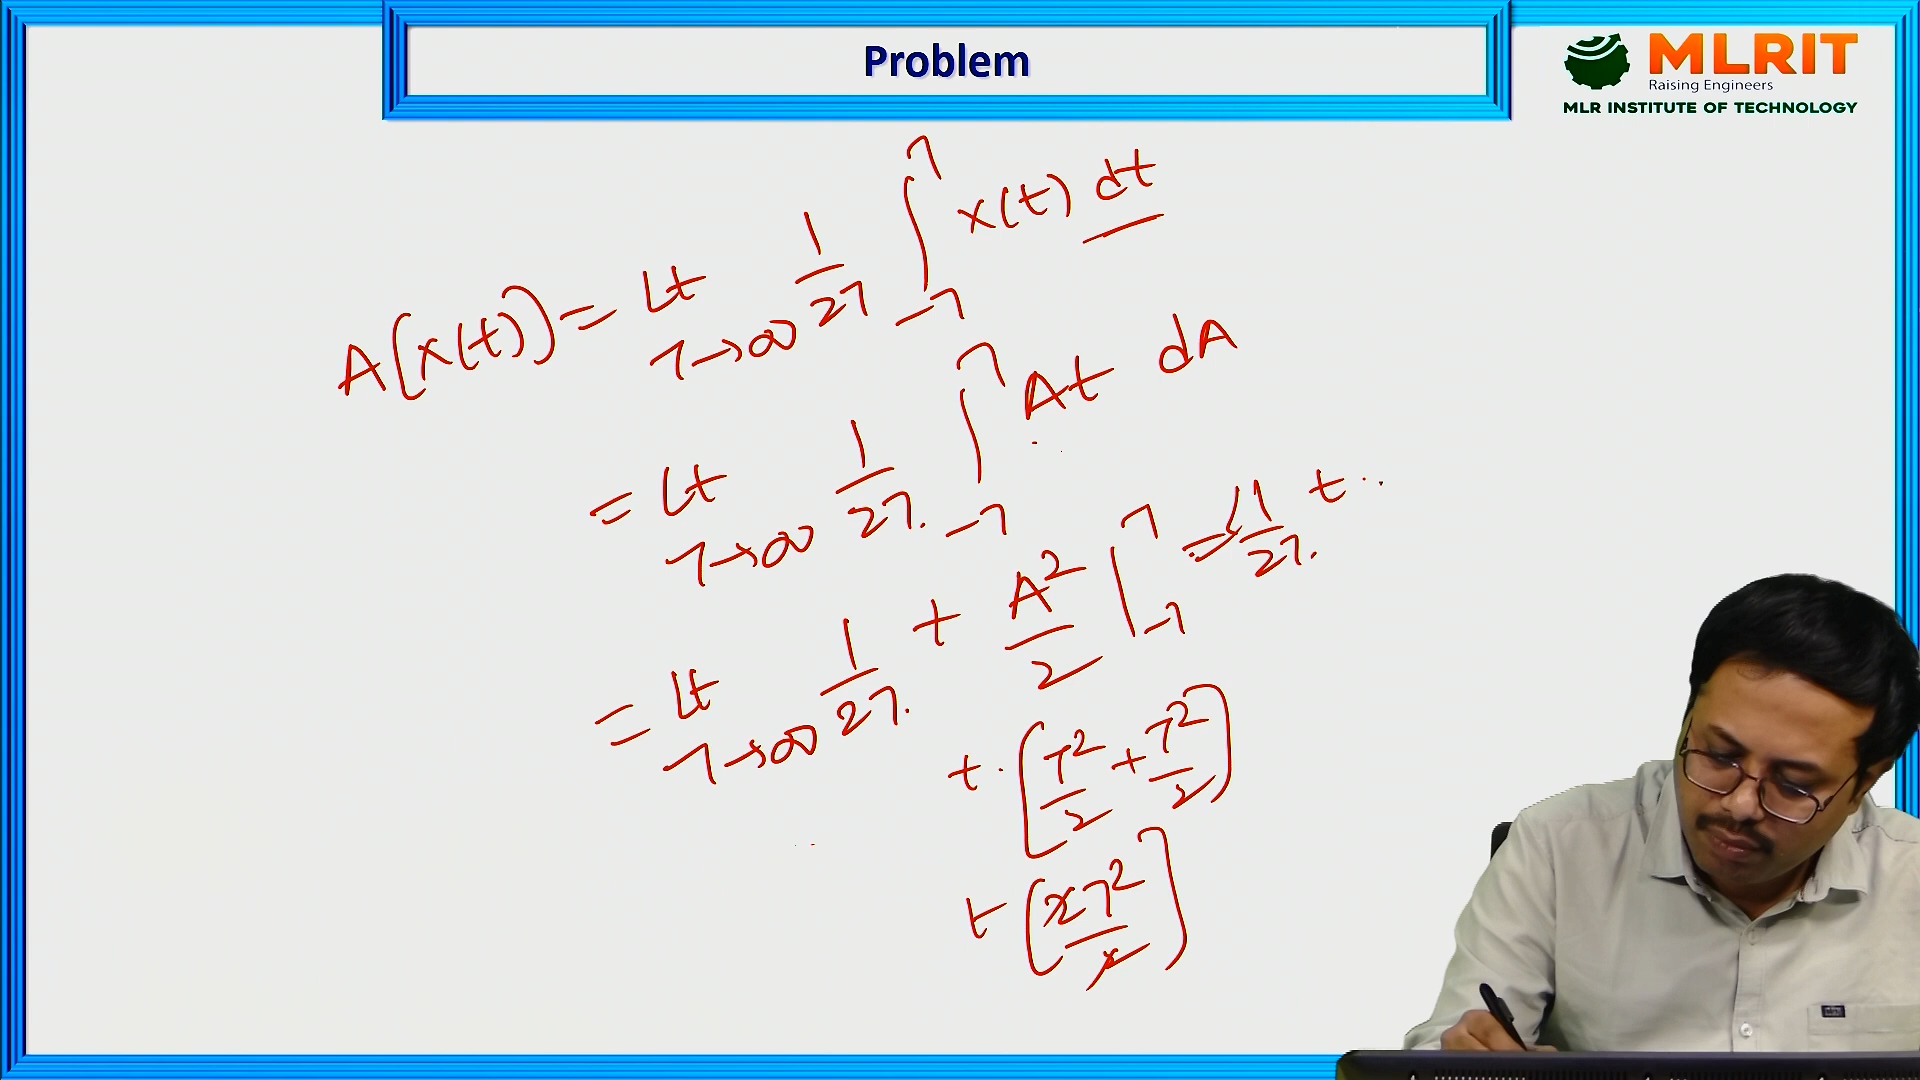 Problem
MLRIT
Raising Engineers
MLR INSTITUTE OF TECHNOLOGY
A[x(t)] = Lt T→∞ 1/2T ∫_{-T}^{T} x(t) dt
= Lt T→∞ 1/2T. ∫_{-T}^{T} At dA
= Lt T→∞ 1/2T. t A²/2 |_{-T}^{T}
t. [T²/2 + T²/2]
t [2T²/2]
1/2T. t..